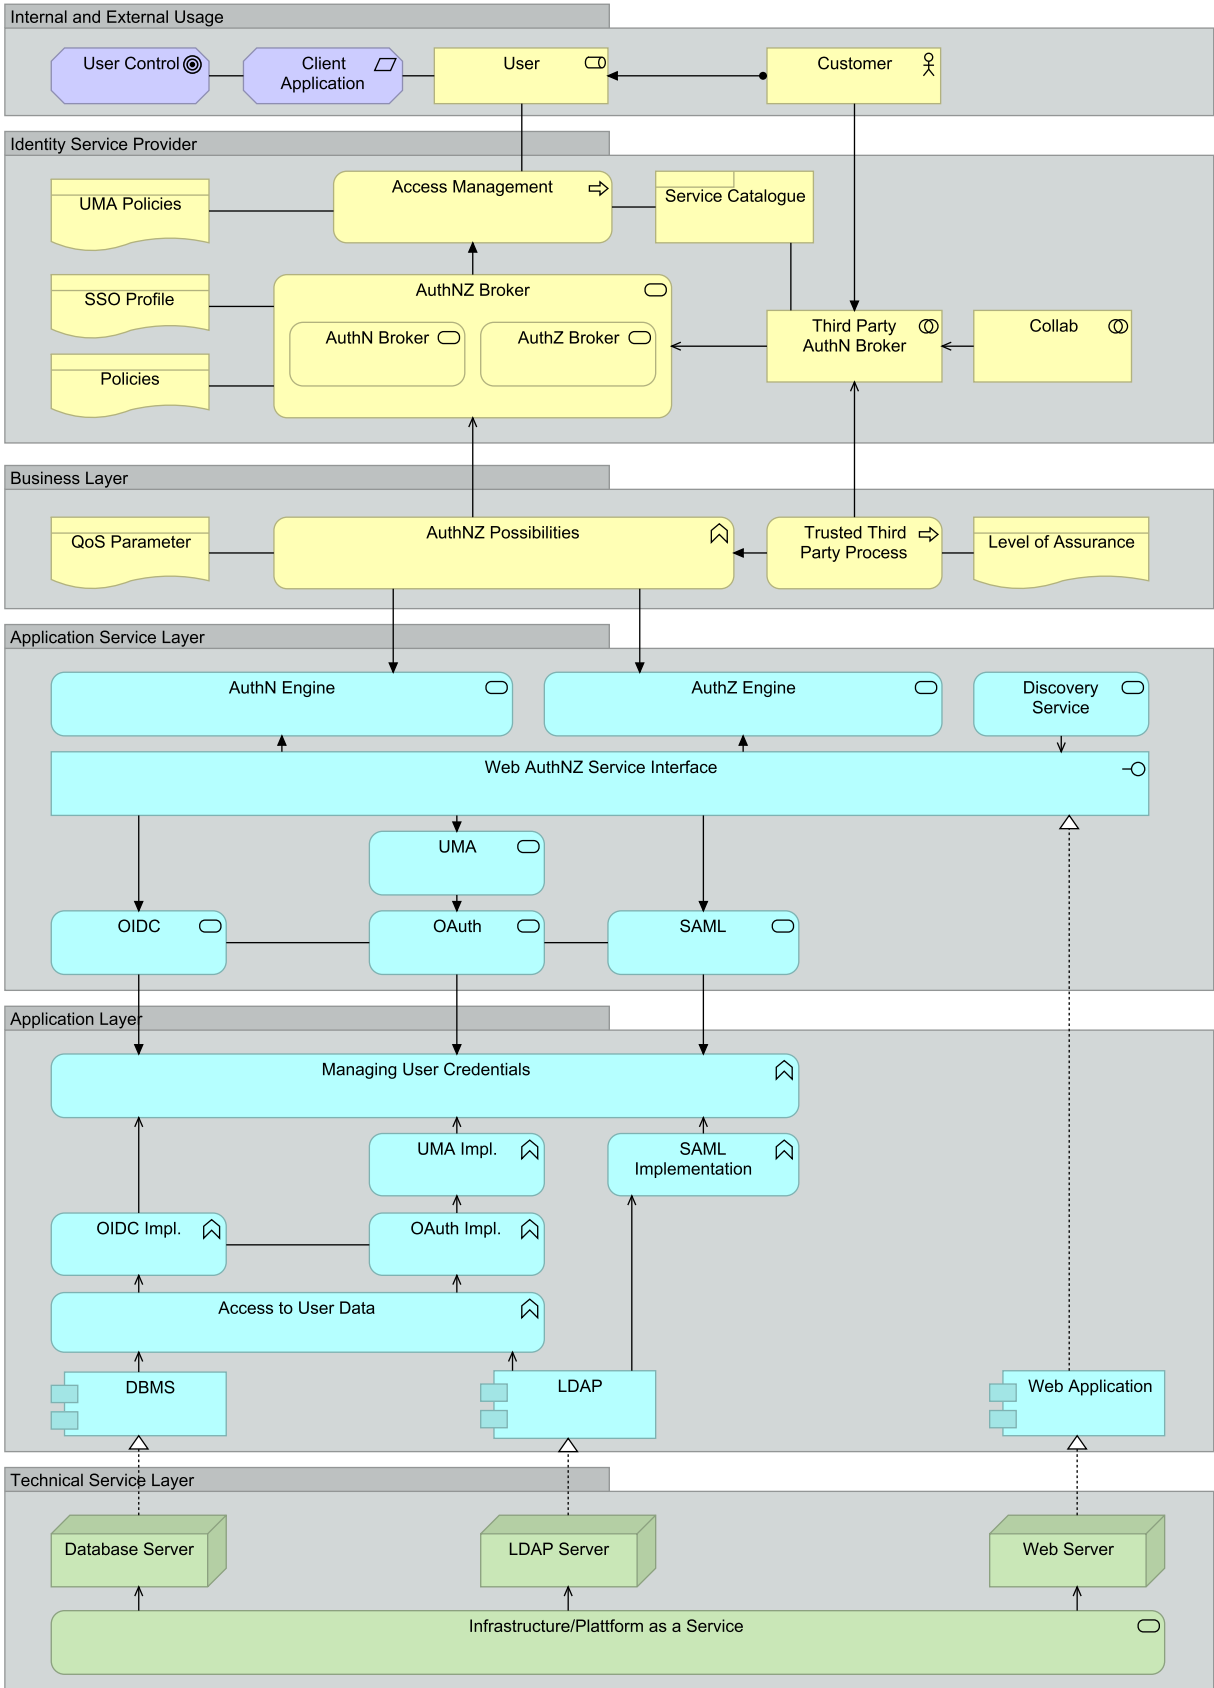 Internal and External Usage
User Control
Client
Application
User
Customer
Identity Service Provider
UMA Policies
Access Management
Service Catalogue
SSO Profile
AuthNZ Broker
AuthN Broker
AuthZ Broker
Policies
Third Party
AuthN Broker
Collab
Business Layer
QoS Parameter
AuthNZ Possibilities
Trusted Third
Party Process
Level of Assurance
Application Service Layer
AuthN Engine
AuthZ Engine
Discovery
Service
Web AuthNZ Service Interface
UMA
OIDC
OAuth
SAML
Application Layer
Managing User Credentials
UMA Impl.
SAML
Implementation
OIDC Impl.
OAuth Impl.
Access to User Data
DBMS
LDAP
Web Application
Technical Service Layer
Database Server
LDAP Server
Web Server
Infrastructure/Plattform as a Service